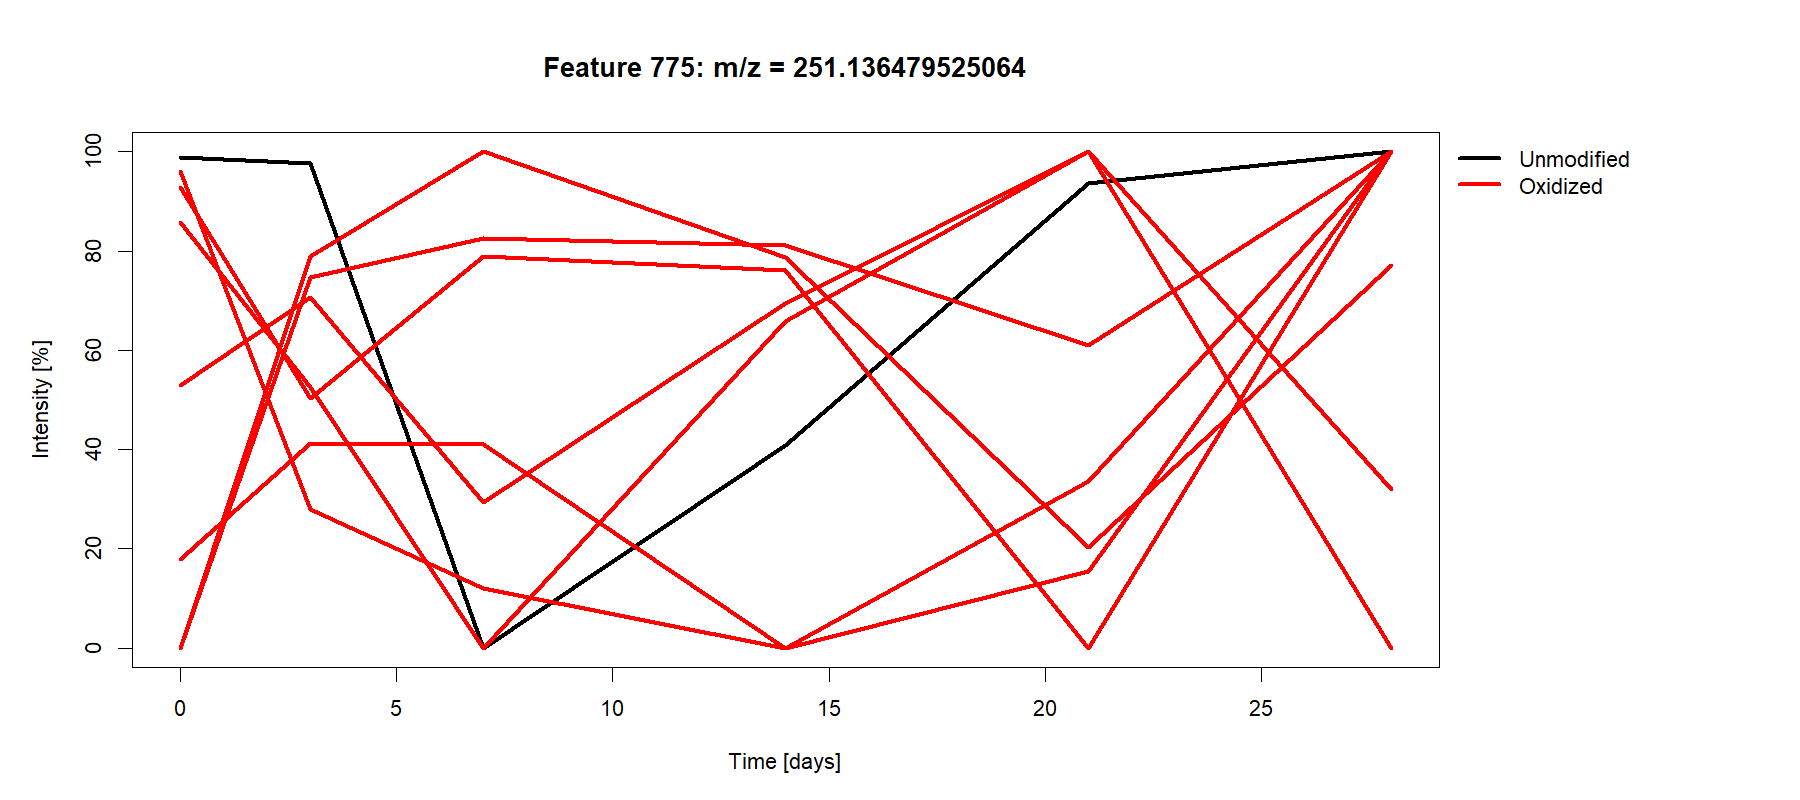 Feature 775: m/z = 251.136479525064
Unmodified
Oxidized
Intensity [%]
100
80
60
40
20
0
0 5 10 15 20 25
Time [days]